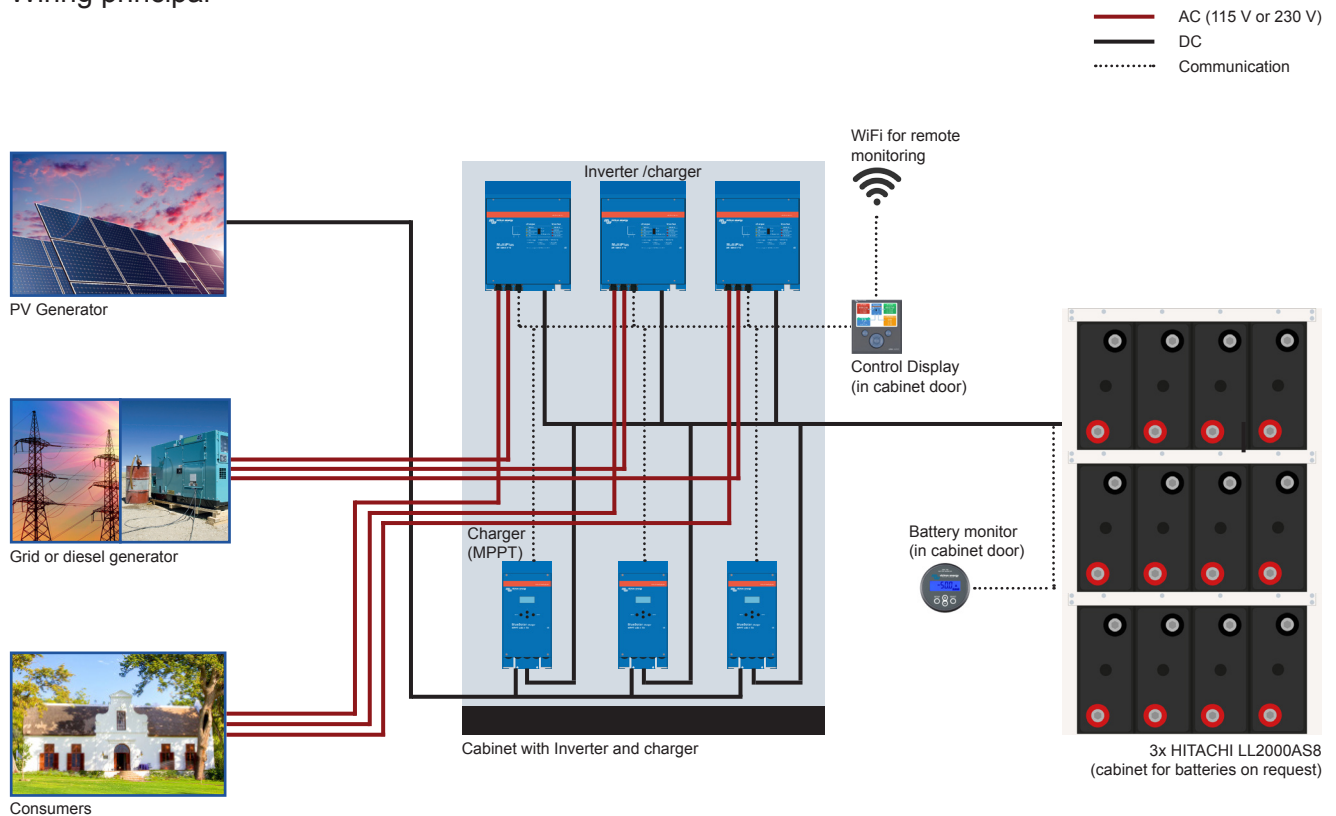 Wiring principal
AC (115 V or 230 V)
DC
Communication
WiFi for remote
monitoring
Inverter /charger
PV Generator
Control Display
(in cabinet door)
Grid or diesel generator
Charger
(MPPT)
Battery monitor
(in cabinet door)
Cabinet with Inverter and charger
3x HITACHI LL2000AS8
(cabinet for batteries on request)
Consumers